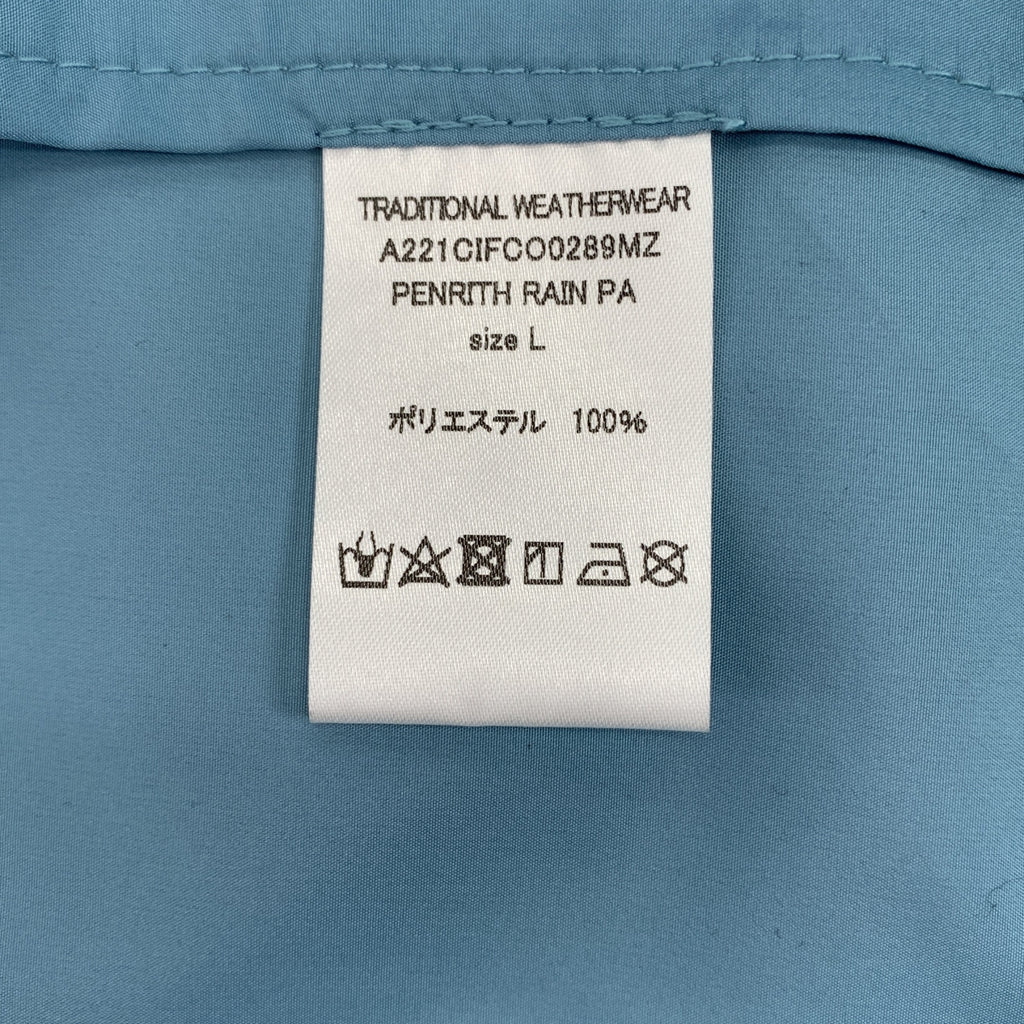 TRADITIONAL WEATHERWEAR
A221CIFCO0289MZ
PENRITH RAIN PA
size L
ポリエステル 100%